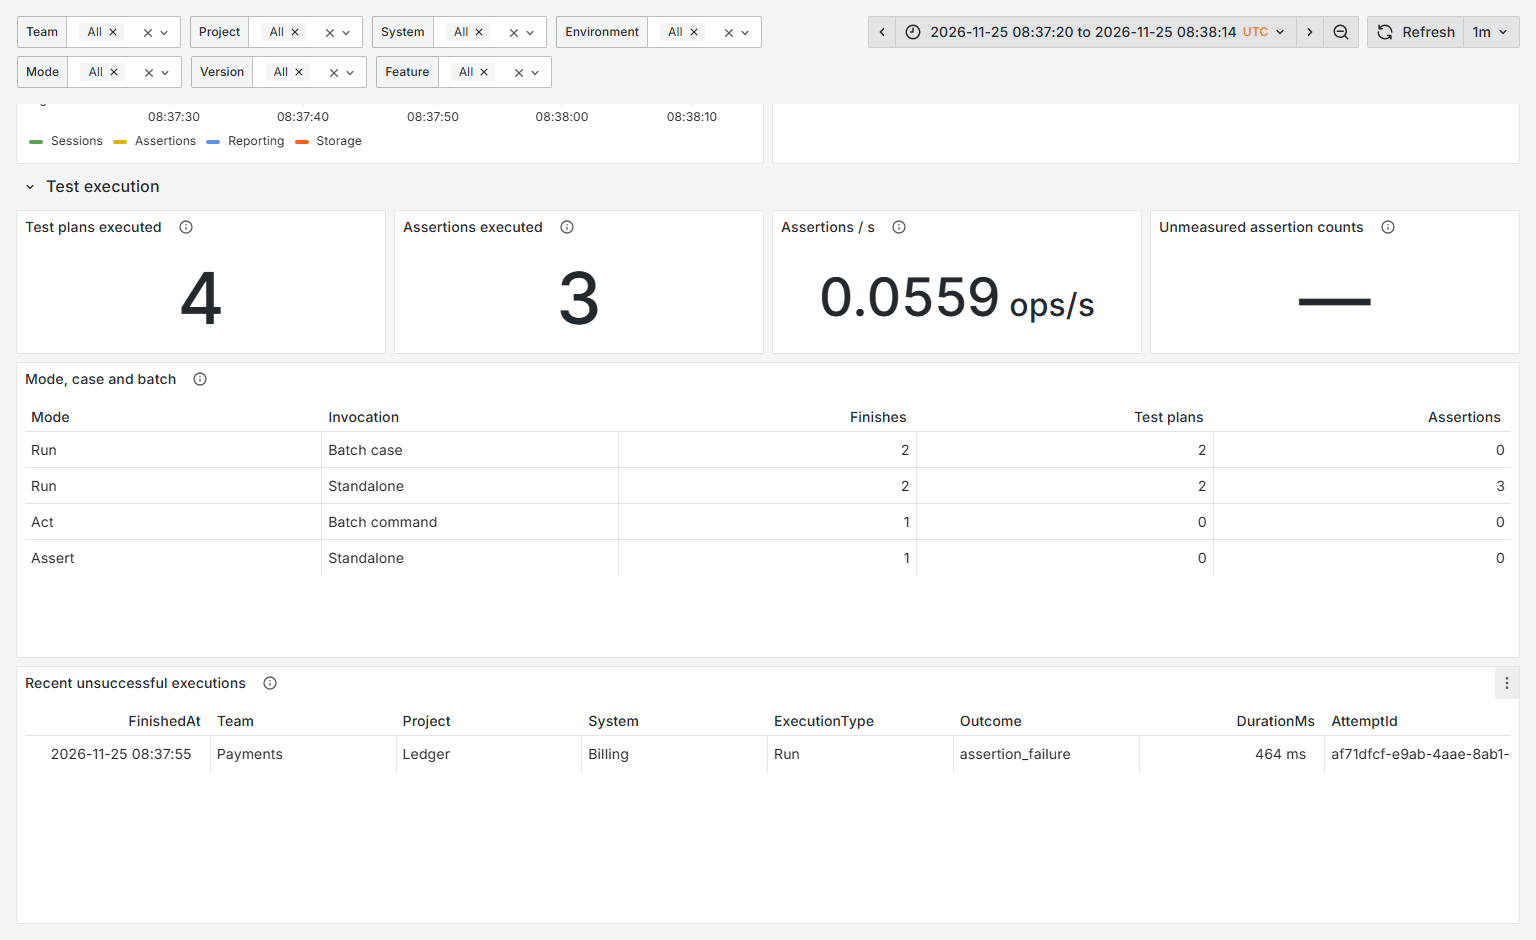 Team All Project All System All Environment All 2026-11-25 08:37:20 to 2026-11-25 08:38:14 UTC Refresh 1m
Mode All Version All Feature All
08:37:30 08:37:40 08:37:50 08:38:00 08:38:10
Sessions Assertions Reporting Storage
Test execution
Test plans executed
4
Assertions executed
3
Assertions / s
0.0559 ops/s
Unmeasured assertion counts
—
Mode, case and batch
Mode Invocation Finishes Test plans Assertions
Run Batch case 2 2 0
Run Standalone 2 2 3
Act Batch command 1 0 0
Assert Standalone 1 0 0
Recent unsuccessful executions
FinishedAt Team Project System ExecutionType Outcome DurationMs AttemptId
2026-11-25 08:37:55 Payments Ledger Billing Run assertion_failure 464 ms af71dfcf-e9ab-4aae-8ab1-